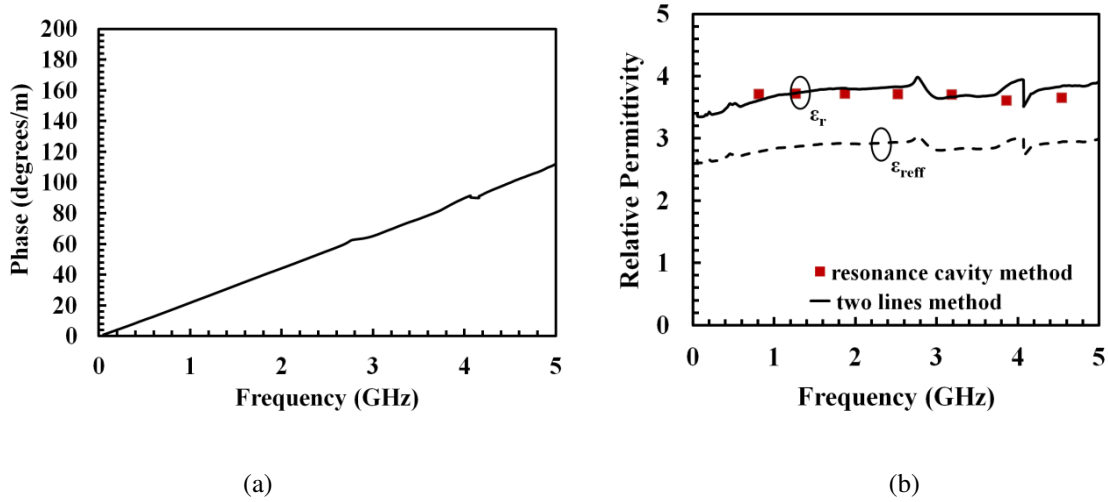 200
180
160
140
120
100
80
60
40
20
0
Phase (degrees/m)
0 1 2 3 4 5
Frequency (GHz)
(a)
5
4
3
2
1
0
Relative Permittivity
εr
εreff
resonance cavity method
two lines method
0 1 2 3 4 5
Frequency (GHz)
(b)